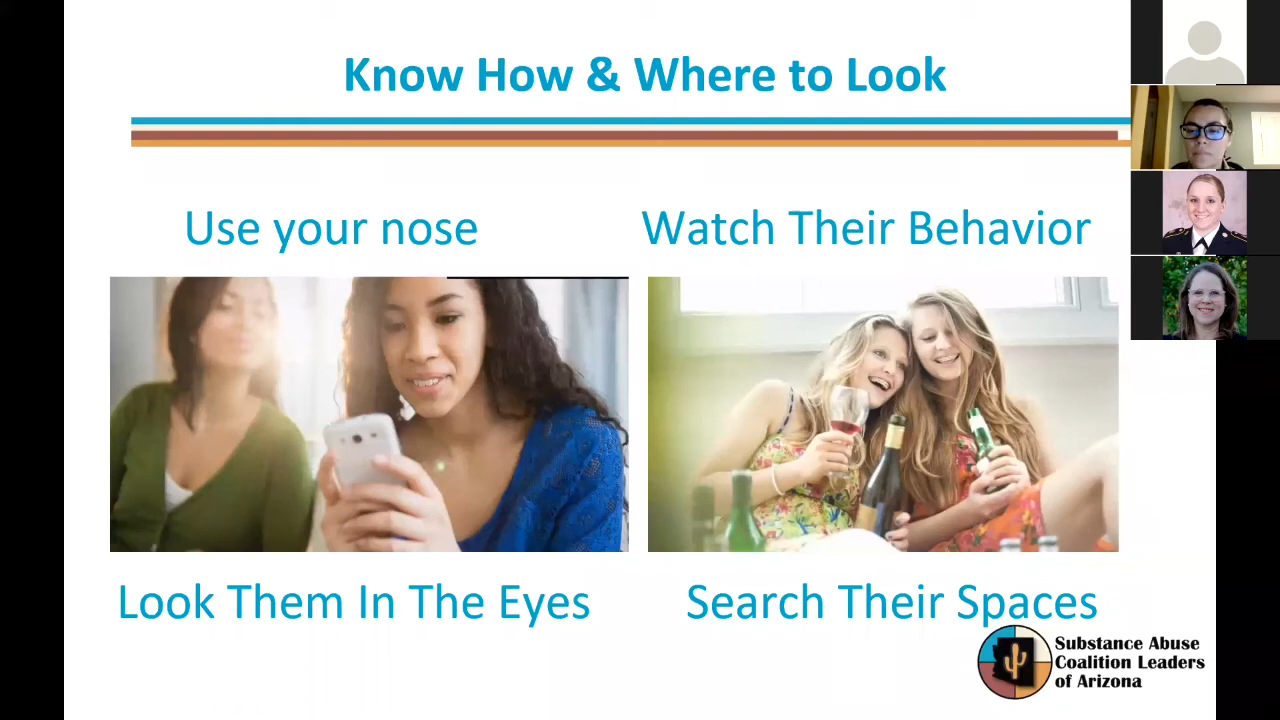 Know How & Where to Look
Use your nose
Watch Their Behavior
Look Them In The Eyes
Search Their Spaces
Substance Abuse
Coalition Leaders
of Arizona